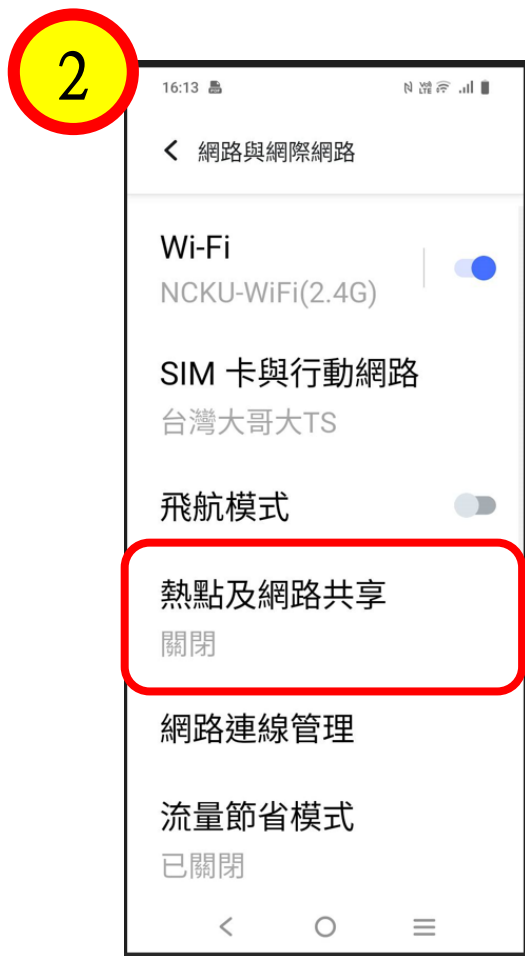 2
16:13
網路與網際網路
Wi-Fi
NCKU-WiFi(2.4G)
SIM 卡與行動網路
台灣大哥大TS
飛航模式
熱點及網路共享
關閉
網路連線管理
流量節省模式
已關閉